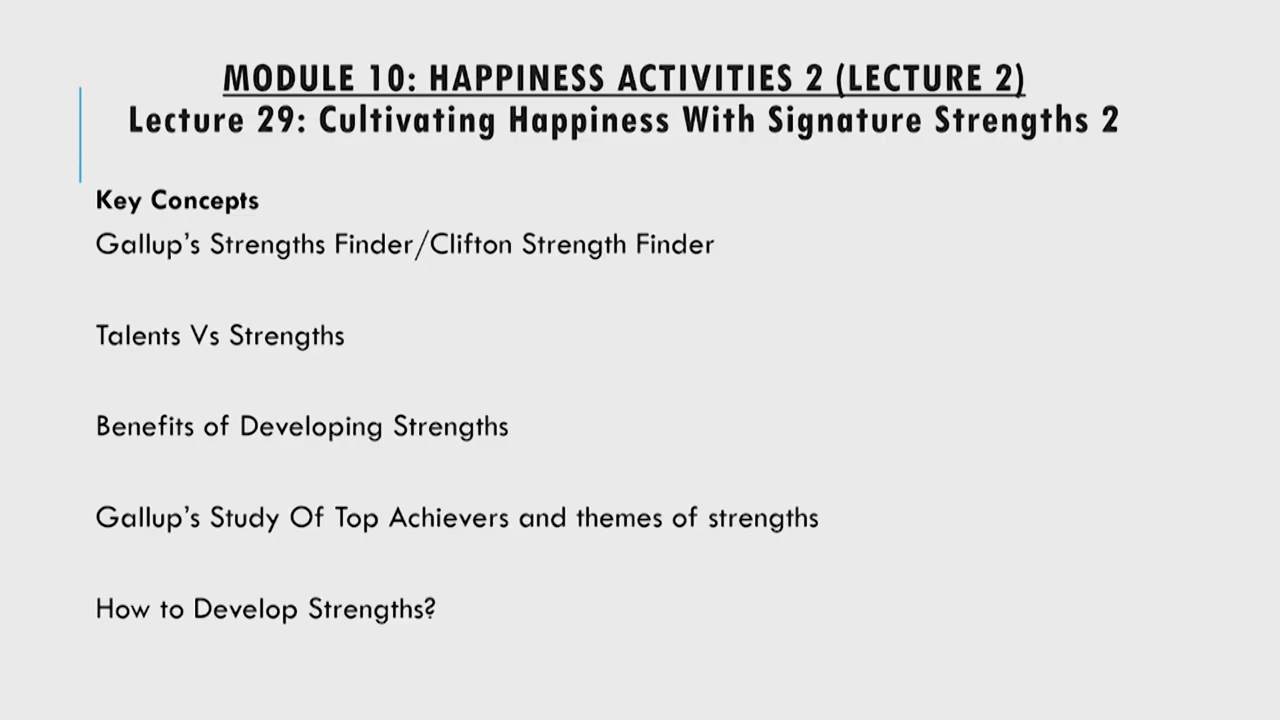 MODULE 10: HAPPINESS ACTIVITIES 2 (LECTURE 2)
Lecture 29: Cultivating Happiness With Signature Strengths 2
Key Concepts
Gallup's Strengths Finder/Clifton Strength Finder
Talents Vs Strengths
Benefits of Developing Strengths
Gallup's Study Of Top Achievers and themes of strengths
How to Develop Strengths?